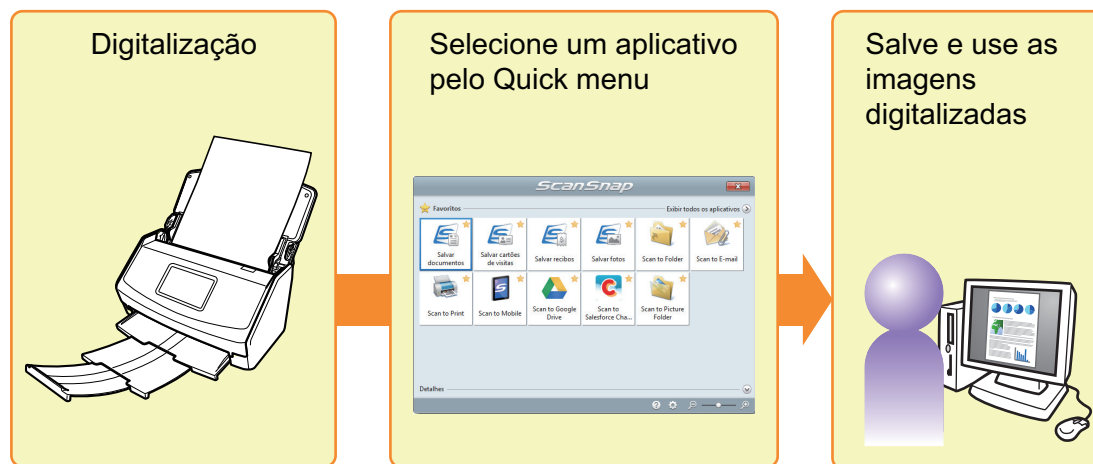 Digitalização
Selecione um aplicativo
pelo Quick menu
Salve e use as
imagens
digitalizadas
ScanSnap
Favoritos
Exibir todos os aplicativos
Salvar
documentos
Salvar cartões
de visitas
Salvar recibos
Salvar fotos
Scan to Folder
Scan to E-mail
Scan to Print
Scan to Mobile
Scan to Google
Drive
Scan to
Salesforce Cha...
Scan to Picture
Folder
Detalhes